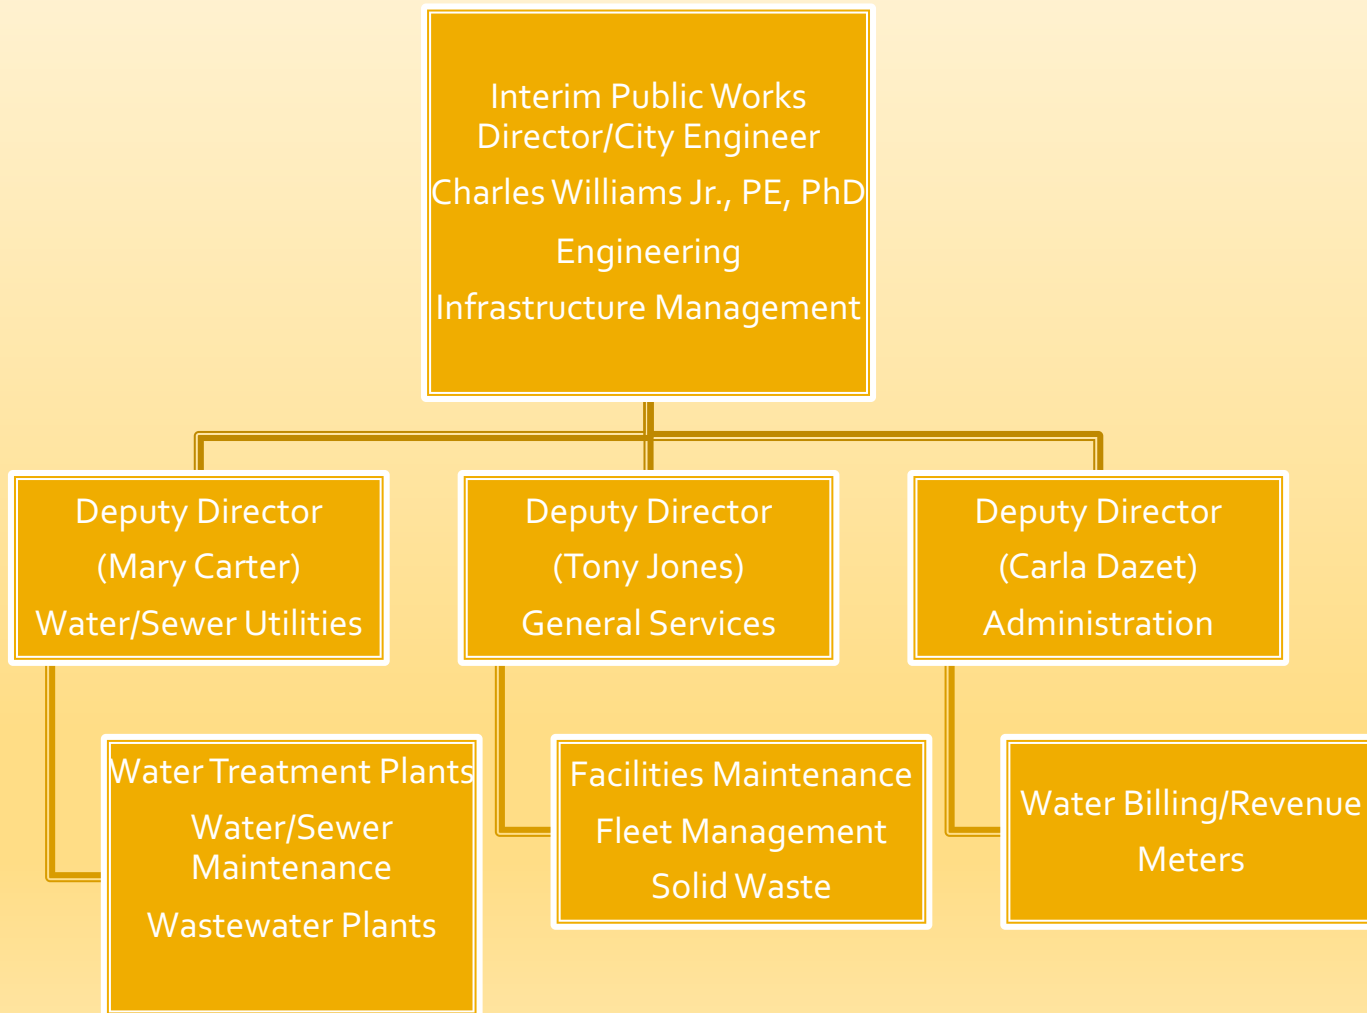 Interim Public Works
Director/City Engineer
Charles Williams Jr., PE, PhD
Engineering
Infrastructure Management
Deputy Director
(Mary Carter)
Water/Sewer Utilities
Deputy Director
(Tony Jones)
General Services
Deputy Director
(Carla Dazet)
Administration
Water Treatment Plants
Water/Sewer
Maintenance
Wastewater Plants
Facilities Maintenance
Fleet Management
Solid Waste
Water Billing/Revenue
Meters